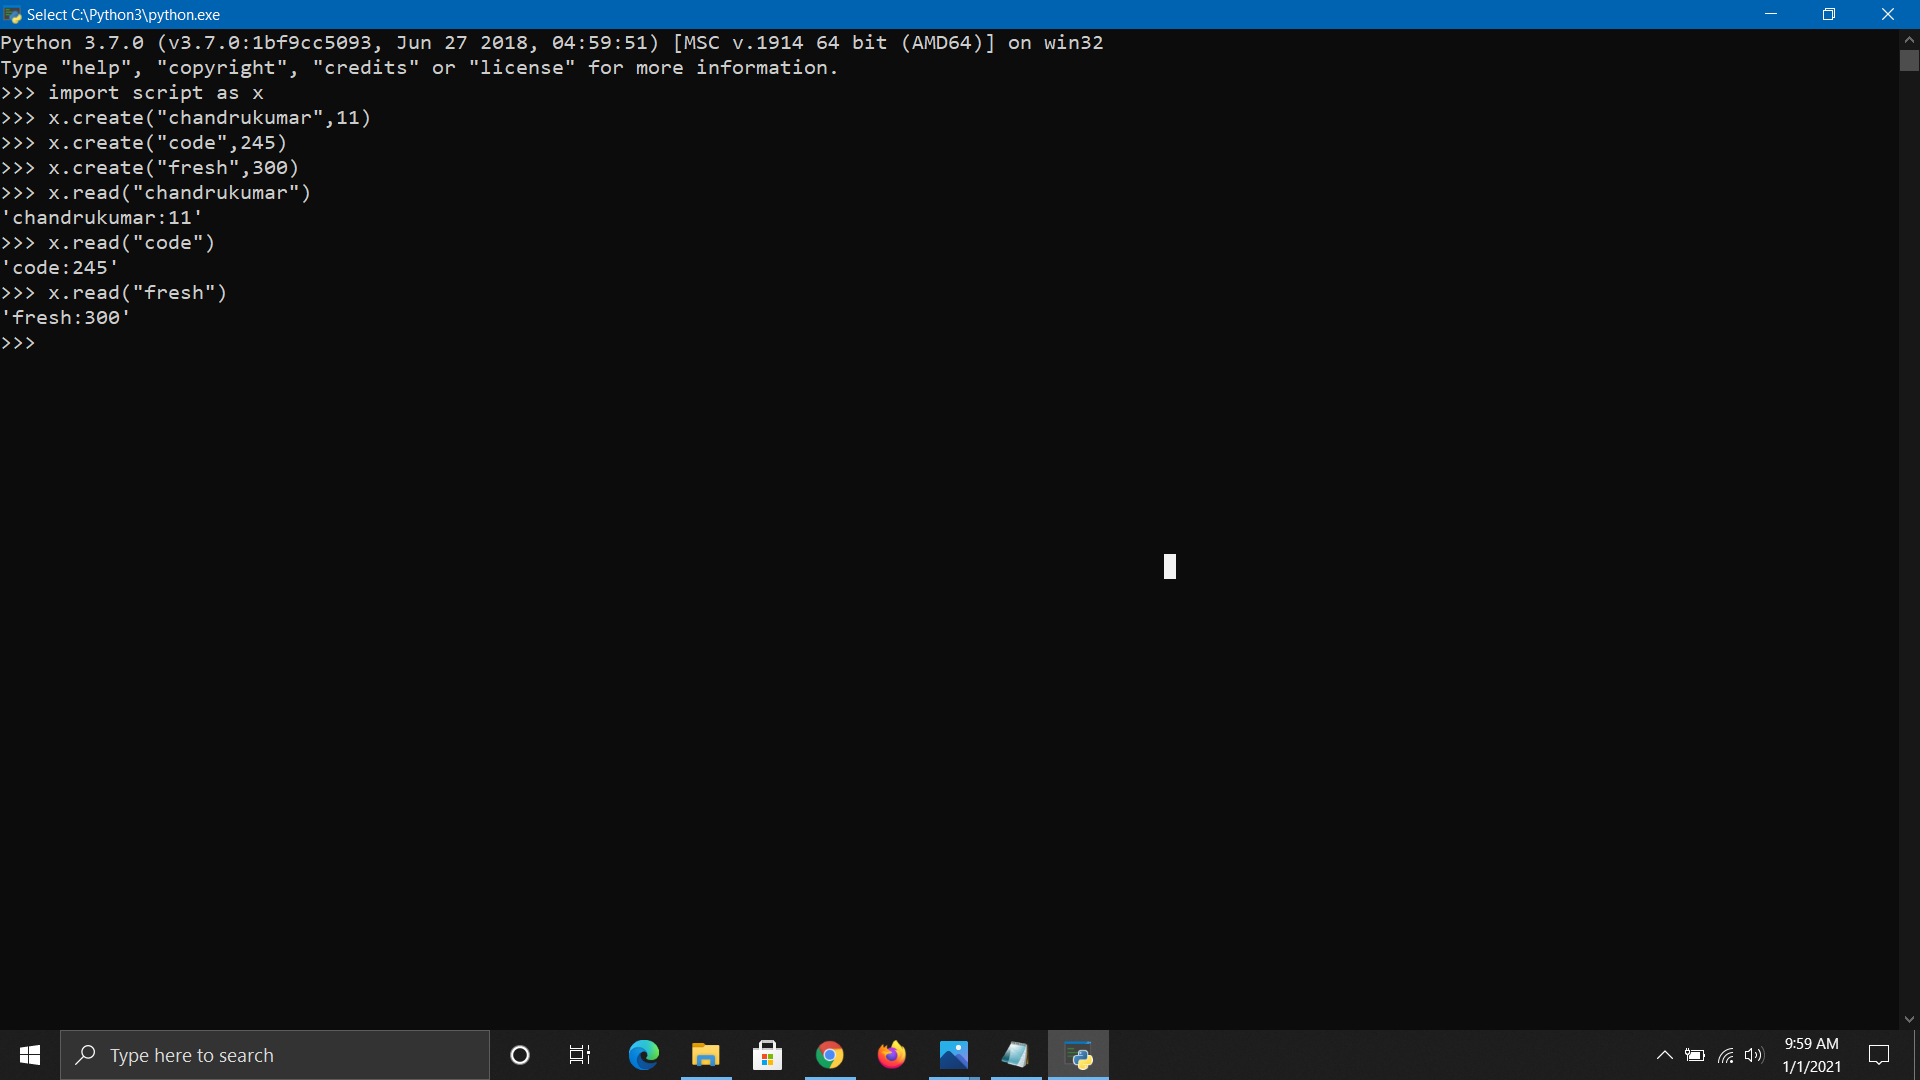 Select C:\Python3\python.exe
Python 3.7.0 (v3.7.0:1bf9cc5093, Jun 27 2018, 04:59:51) [MSC v.1914 64 bit (AMD64)] on win32
Type "help", "copyright", "credits" or "license" for more information.
>>> import script as x
>>> x.create("chandrukumar",11)
>>> x.create("code",245)
>>> x.create("fresh",300)
>>> x.read("chandrukumar")
'chandrukumar:11'
>>> x.read("code")
'code:245'
>>> x.read("fresh")
'fresh:300'
>>>
Type here to search
9:59 AM
1/1/2021